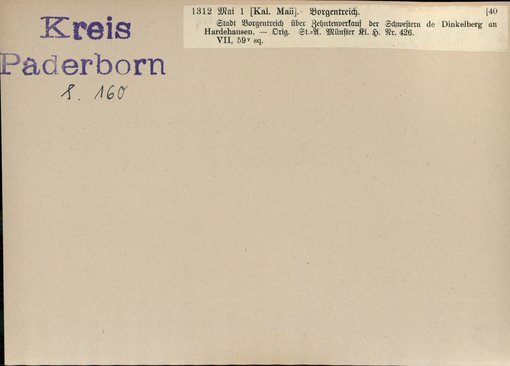 Kreis
Paderborn
S. 160
1312 Mai 1 [Kal. Maii]. Borgentreich. [40
Stadt Borgentreich über Zehntenverkauf der Schwestern de Dinkelberg an
Hardehausen. — Orig. St.=A. Münster Kl. H. Nr. 426.
VII, 59v sq.